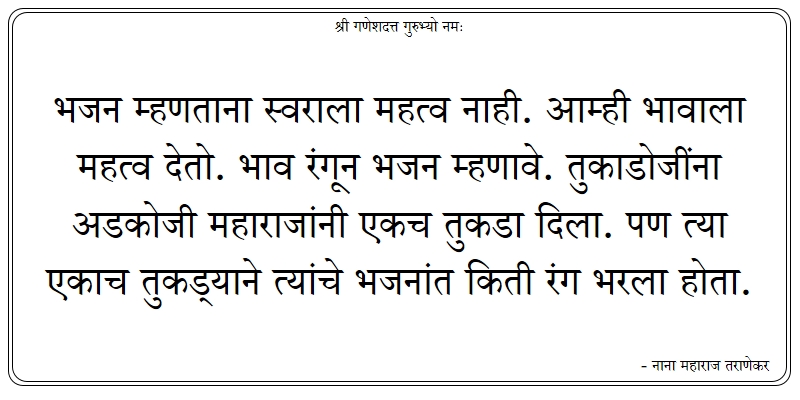 श्री गणेशदत्त गुरुभ्यो नमः
भजन म्हणताना स्वराला महत्व नाही. आम्ही भावाला
महत्व देतो. भाव रंगून भजन म्हणावे. तुकाडोजींना
अडकोजी महाराजांनी एकच तुकडा दिला. पण त्या
एकाच तुकड्याने त्यांचे भजनांत किती रंग भरला होता.
- नाना महाराज तराणेकर